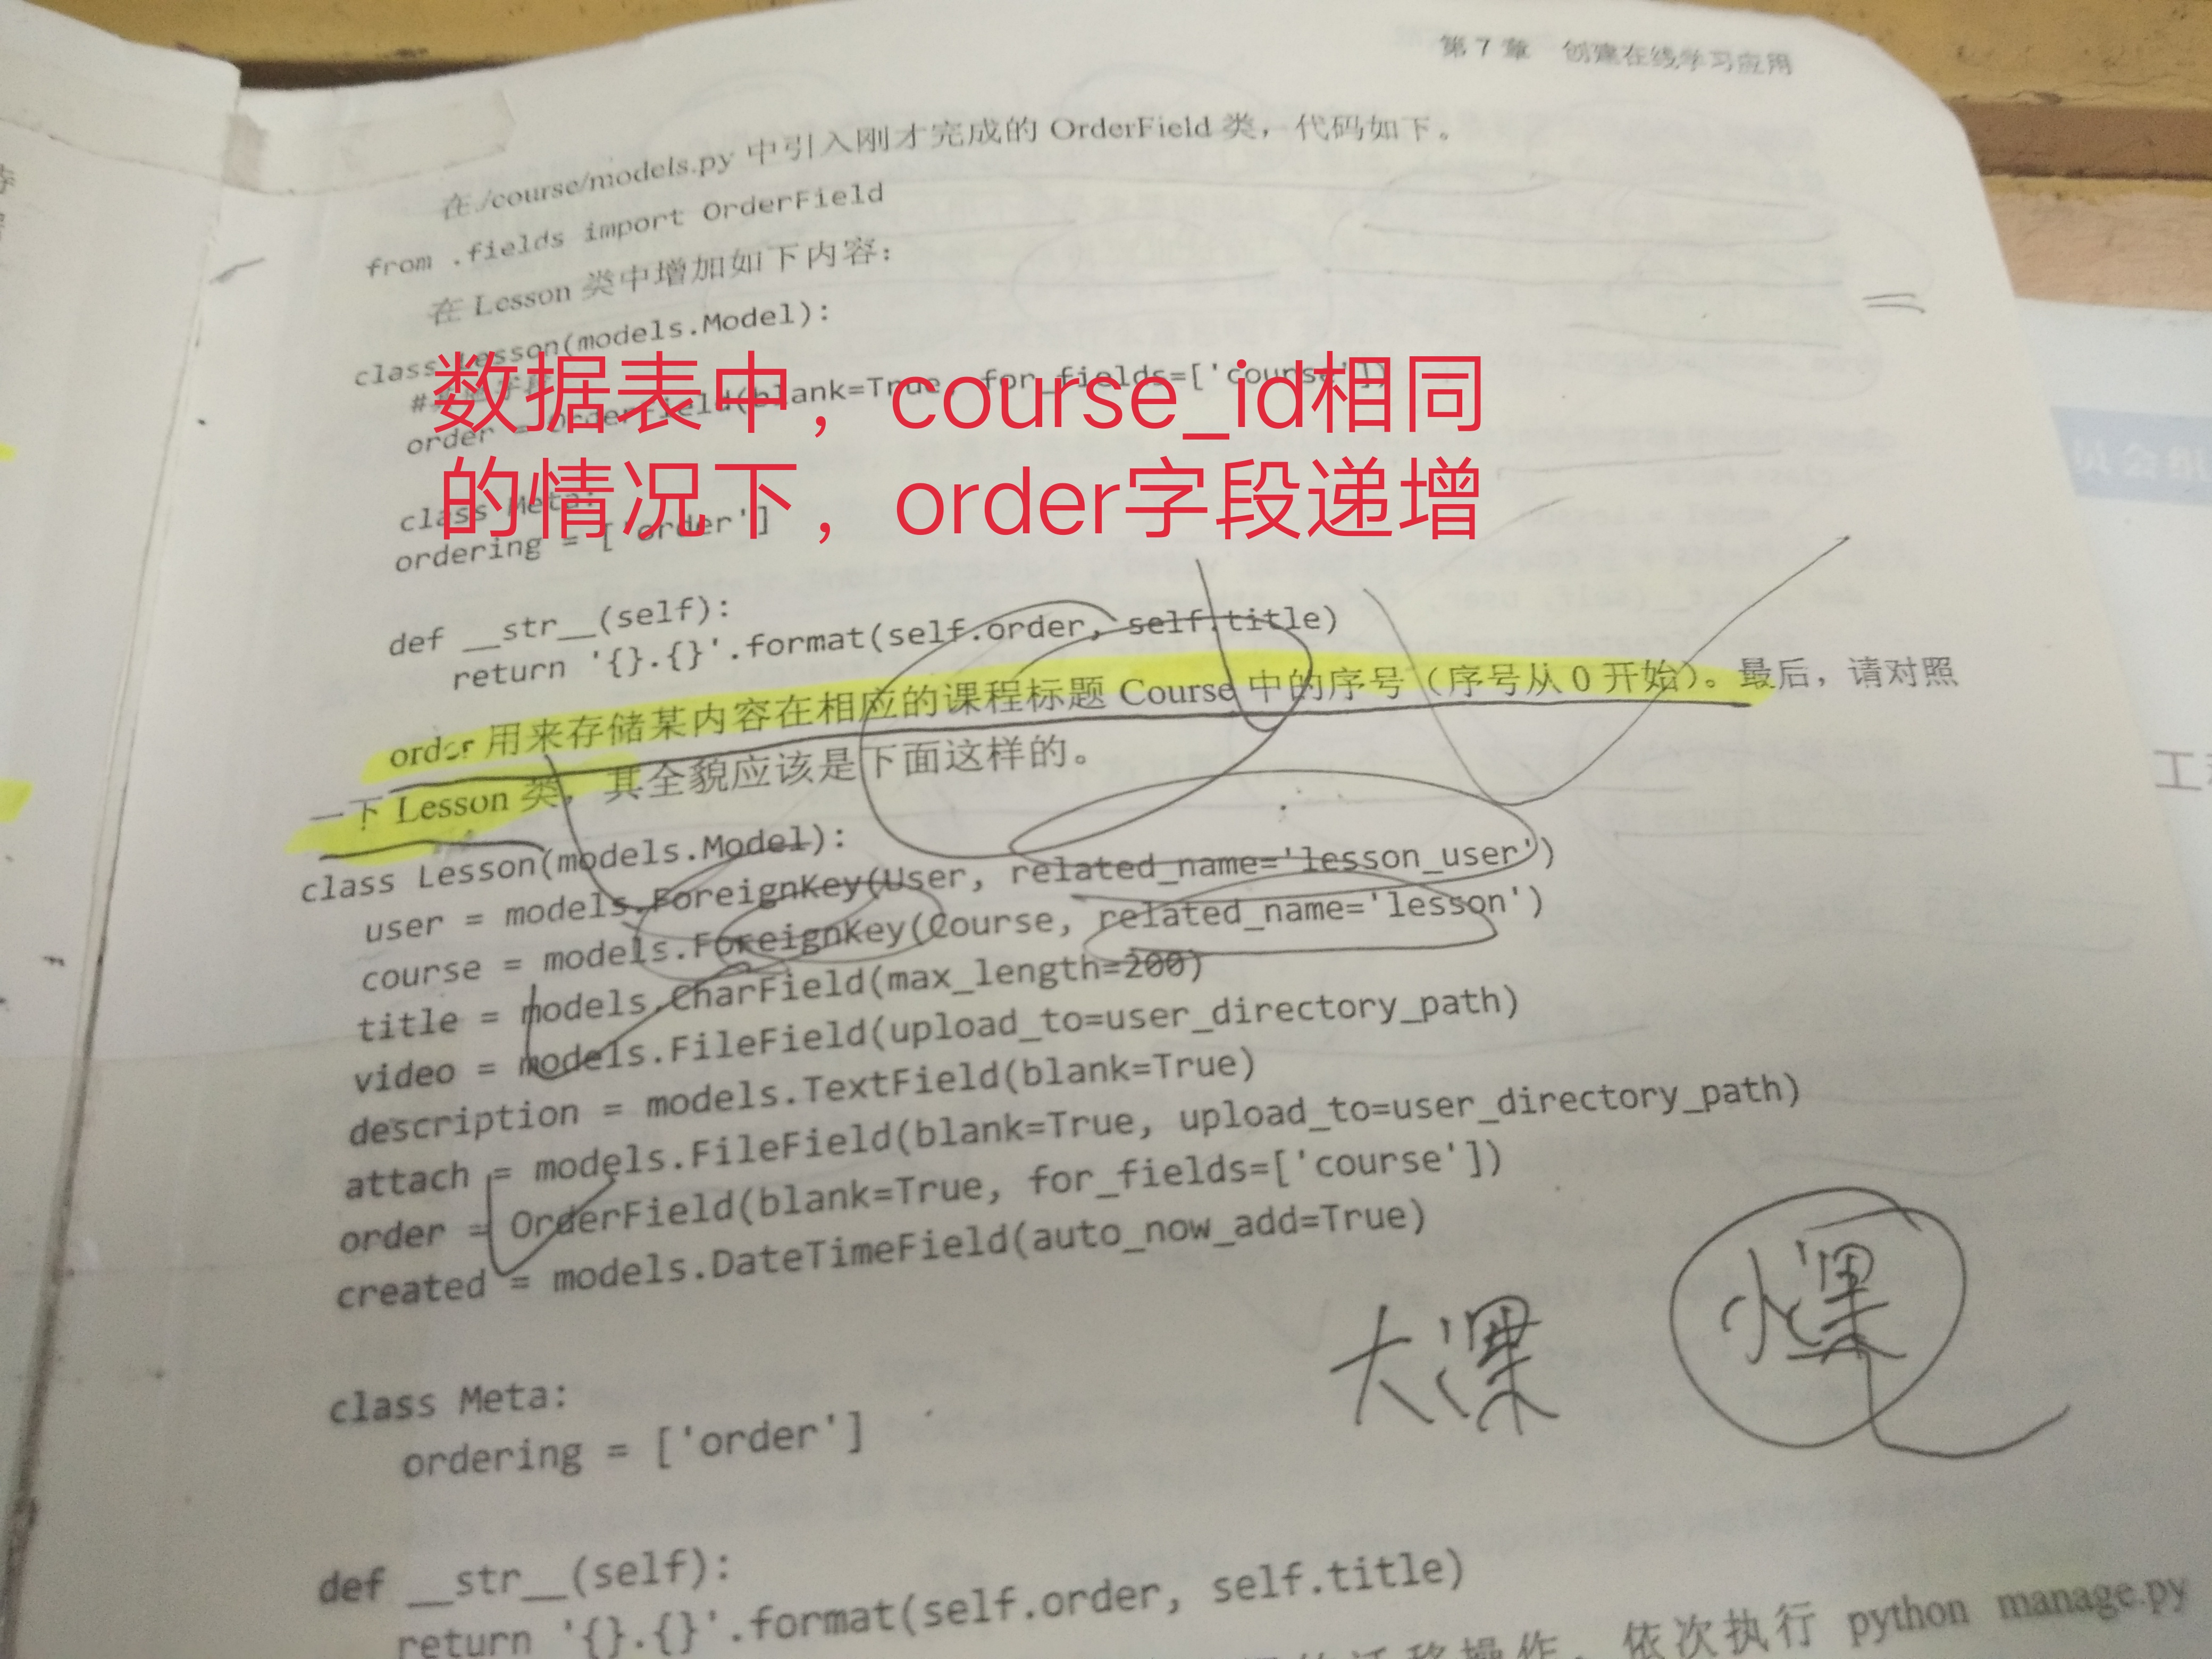 第7章 创建在线学习应用
在./course/models.py 中引入刚才完成的 OrderField 类，代码如下。
from .fields import OrderField
在 Lesson 类中增加如下内容：
class Lesson(models.Model):
order = OrderField(blank=True, for_fields=['course'])
数据表中，course_id相同
的情况下，order字段递增
class Meta:
ordering = ['order']
def __str__(self):
return '{}.{}'.format(self.order, self.title)
order 用来存储某内容在相应的课程标题 Course 中的序号（序号从 0 开始）。最后，请对照
一下 Lesson 类，其全貌应该是下面这样的。
class Lesson(models.Model):
user = models.ForeignKey(User, related_name='lesson_user')
course = models.ForeignKey(Course, related_name='lesson')
title = models.CharField(max_length=200)
video = models.FileField(upload_to=user_directory_path)
description = models.TextField(blank=True)
attach = models.FileField(blank=True, upload_to=user_directory_path)
order = OrderField(blank=True, for_fields=['course'])
created = models.DateTimeField(auto_now_add=True)
大课 小课
class Meta:
ordering = ['order']
def __str__(self):
return '{}.{}'.format(self.order, self.title)
迁移操作，依次执行 python manage.py